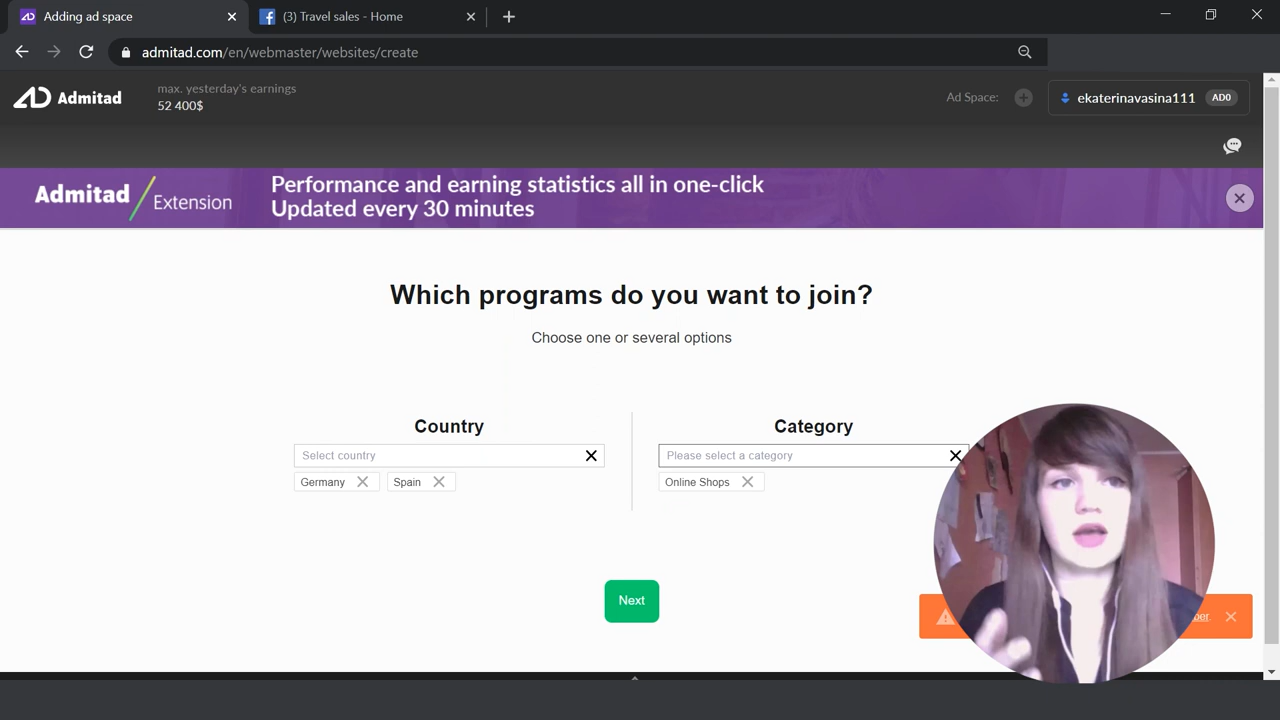 Adding ad space
(3) Travel sales - Home
admitad.com/en/webmaster/websites/create
Admitad
max. yesterday's earnings
52 400$
Ad Space:
ekaterinavasina111
AD0
Admitad
Extension
Performance and earning statistics all in one-click
Updated every 30 minutes
Which programs do you want to join?
Choose one or several options
Country
Category
Select country
Please select a category
Germany
Spain
Online Shops
Next